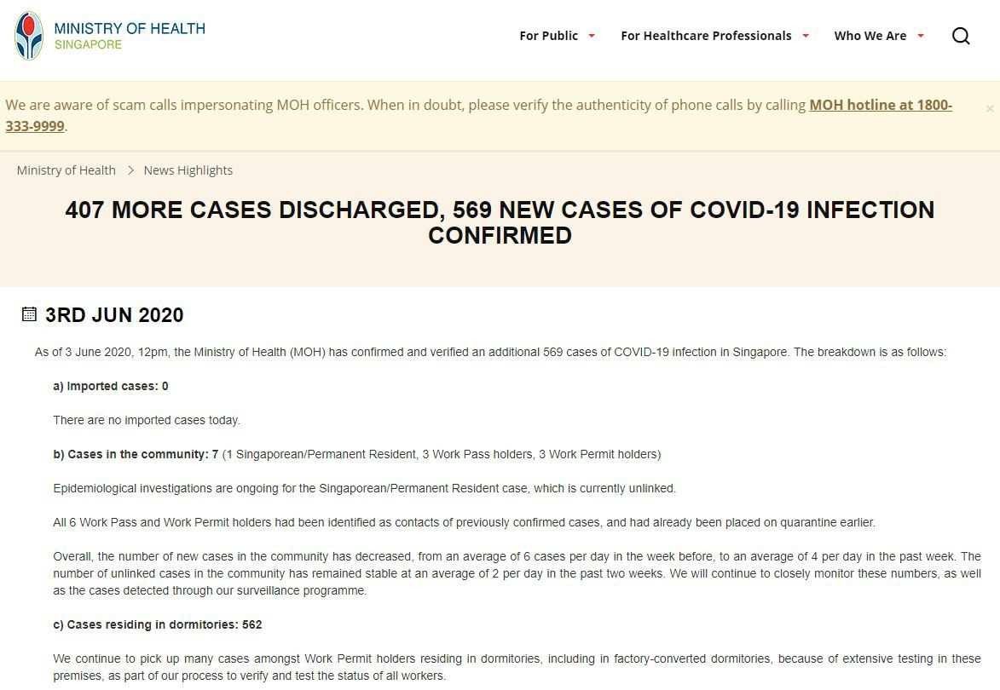 MINISTRY OF HEALTH
SINGAPORE
For Public
For Healthcare Professionals
Who We Are
We are aware of scam calls impersonating MOH officers. When in doubt, please verify the authenticity of phone calls by calling MOH hotline at 1800-
333-9999.
×
Ministry of Health > News Highlights
407 MORE CASES DISCHARGED, 569 NEW CASES OF COVID-19 INFECTION
CONFIRMED
3RD JUN 2020
As of 3 June 2020, 12pm, the Ministry of Health (MOH) has confirmed and verified an additional 569 cases of COVID-19 infection in Singapore. The breakdown is as follows:
a) Imported cases: 0
There are no imported cases today.
b) Cases in the community: 7 (1 Singaporean/Permanent Resident, 3 Work Pass holders, 3 Work Permit holders)
Epidemiological investigations are ongoing for the Singaporean/Permanent Resident case, which is currently unlinked.
All 6 Work Pass and Work Permit holders had been identified as contacts of previously confirmed cases, and had already been placed on quarantine earlier.
Overall, the number of new cases in the community has decreased, from an average of 6 cases per day in the week before, to an average of 4 per day in the past week. The
number of unlinked cases in the community has remained stable at an average of 2 per day in the past two weeks. We will continue to closely monitor these numbers, as well
as the cases detected through our surveillance programme.
c) Cases residing in dormitories: 562
We continue to pick up many cases amongst Work Permit holders residing in dormitories, including in factory-converted dormitories, because of extensive testing in these
premises, as part of our process to verify and test the status of all workers.